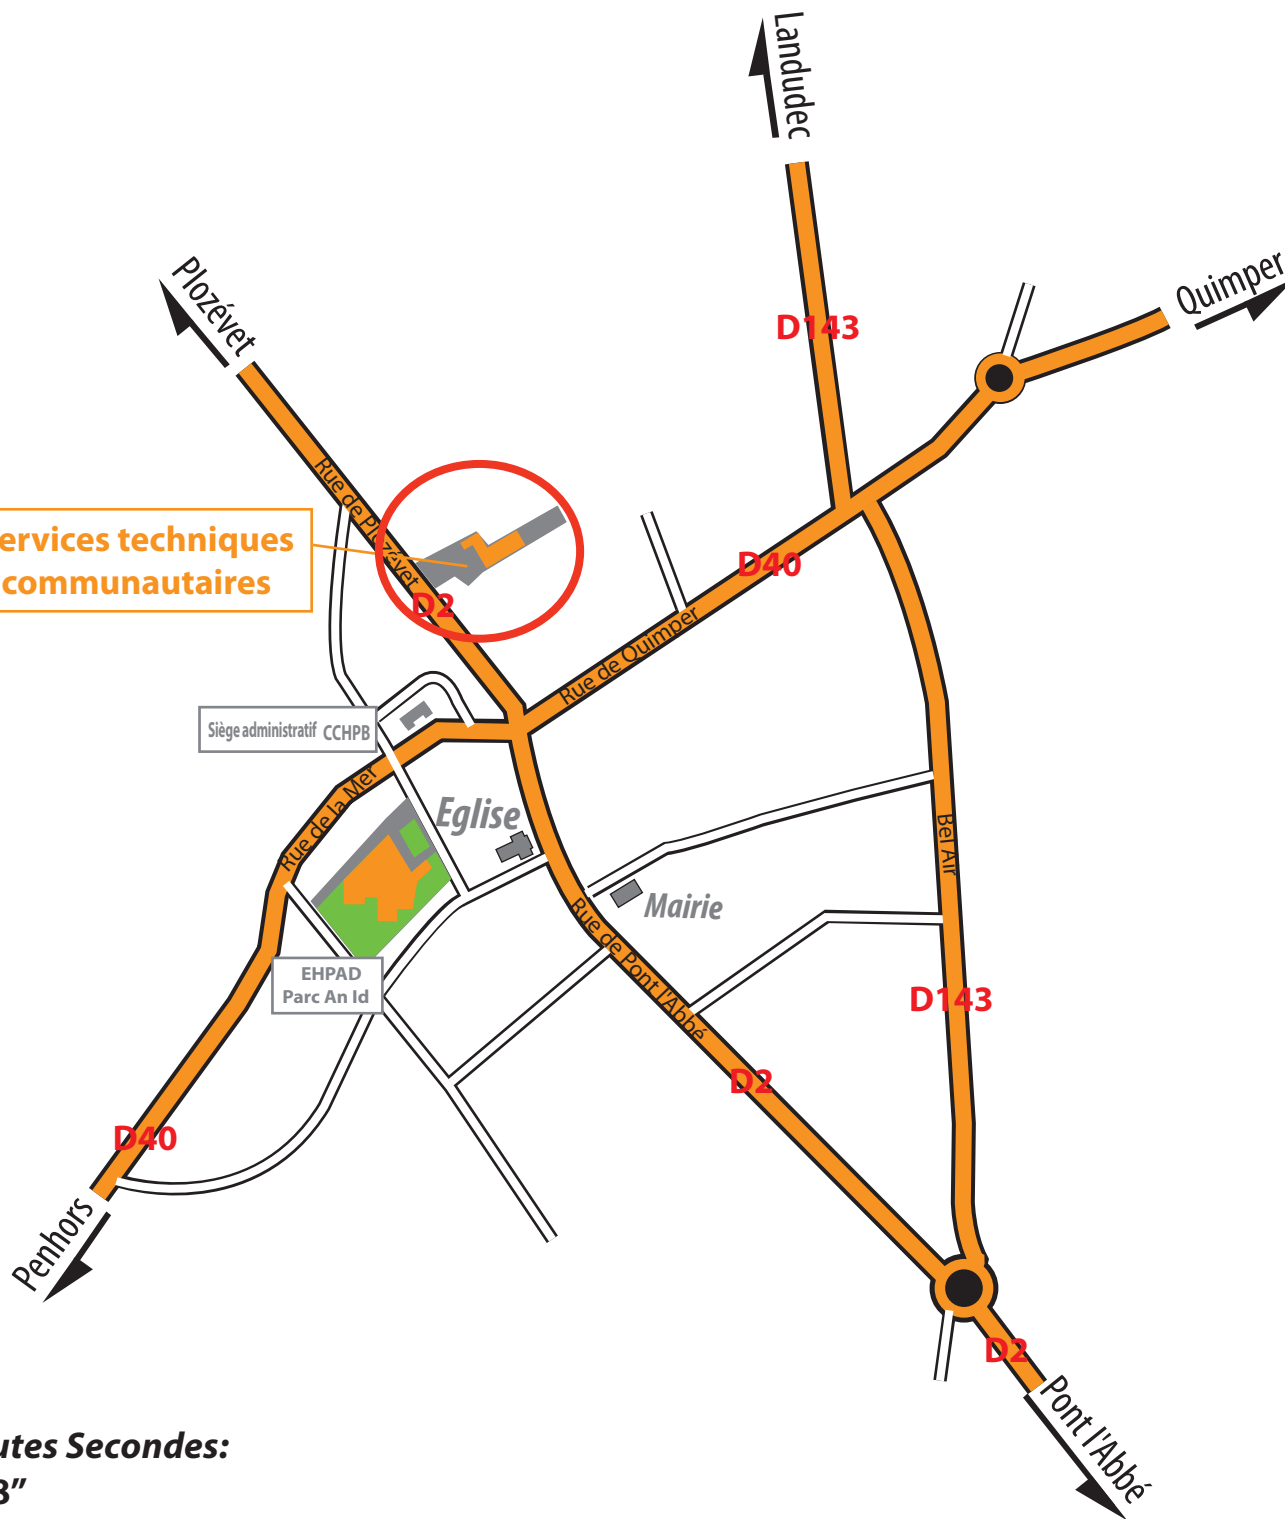 Landudec
Quimper
Plozévet
D143
Rue de Plozévet
ervices techniques
communautaires
D2
D40
Rue de Quimper
Siège administratif CCHPB
Rue de la Mer
Eglise
Bel Air
Mairie
Rue de Pont l'Abbé
EHPAD
Parc An Id
D143
D2
D40
Penhors
D2
Pont l'Abbé
utes Secondes: